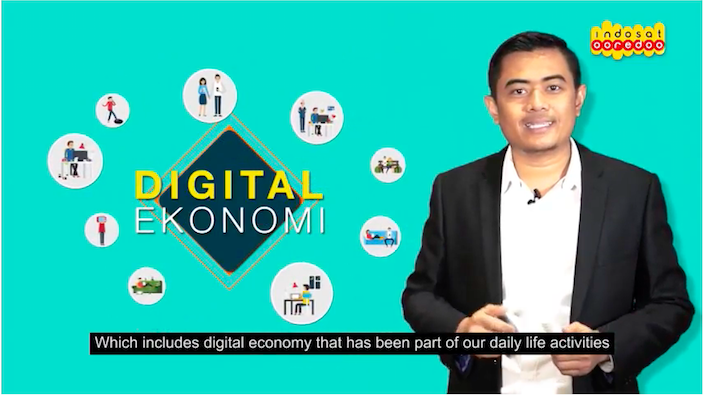 indosat
ooredoo
DIGITAL
EKONOMI
Which includes digital economy that has been part of our daily life activities